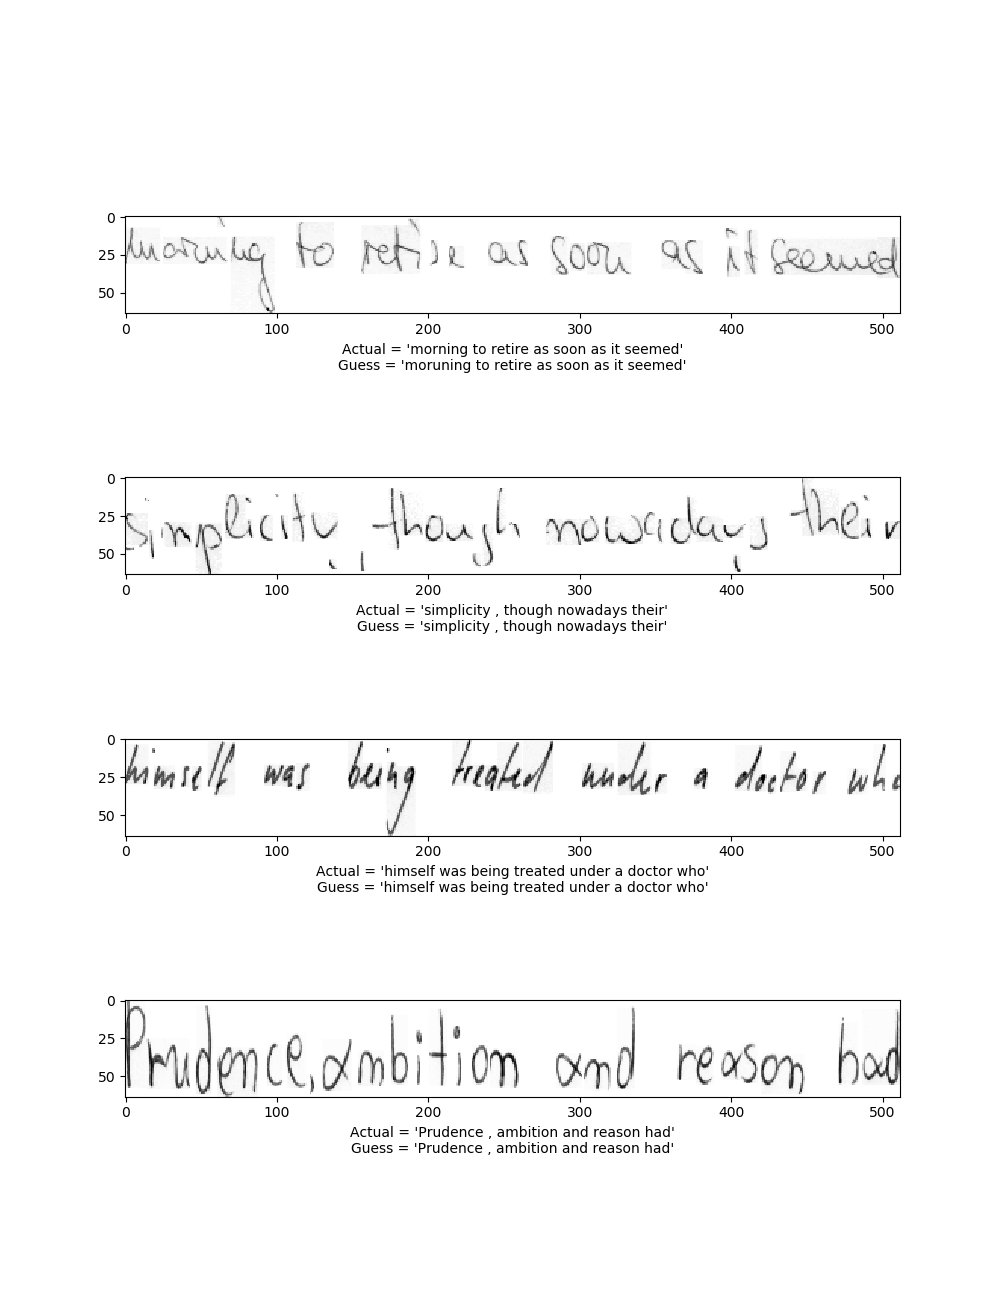 0
25
50
morning to retire as soon as it seemed
0 100 200 300 400 500
Actual = 'morning to retire as soon as it seemed'
Guess = 'moruning to retire as soon as it seemed'
0
25
50
simplicity, though nowadays their
0 100 200 300 400 500
Actual = 'simplicity , though nowadays their'
Guess = 'simplicity , though nowadays their'
0
25
50
himself was being treated under a doctor who
0 100 200 300 400 500
Actual = 'himself was being treated under a doctor who'
Guess = 'himself was being treated under a doctor who'
0
25
50
Prudence, ambition and reason had
0 100 200 300 400 500
Actual = 'Prudence , ambition and reason had'
Guess = 'Prudence , ambition and reason had'